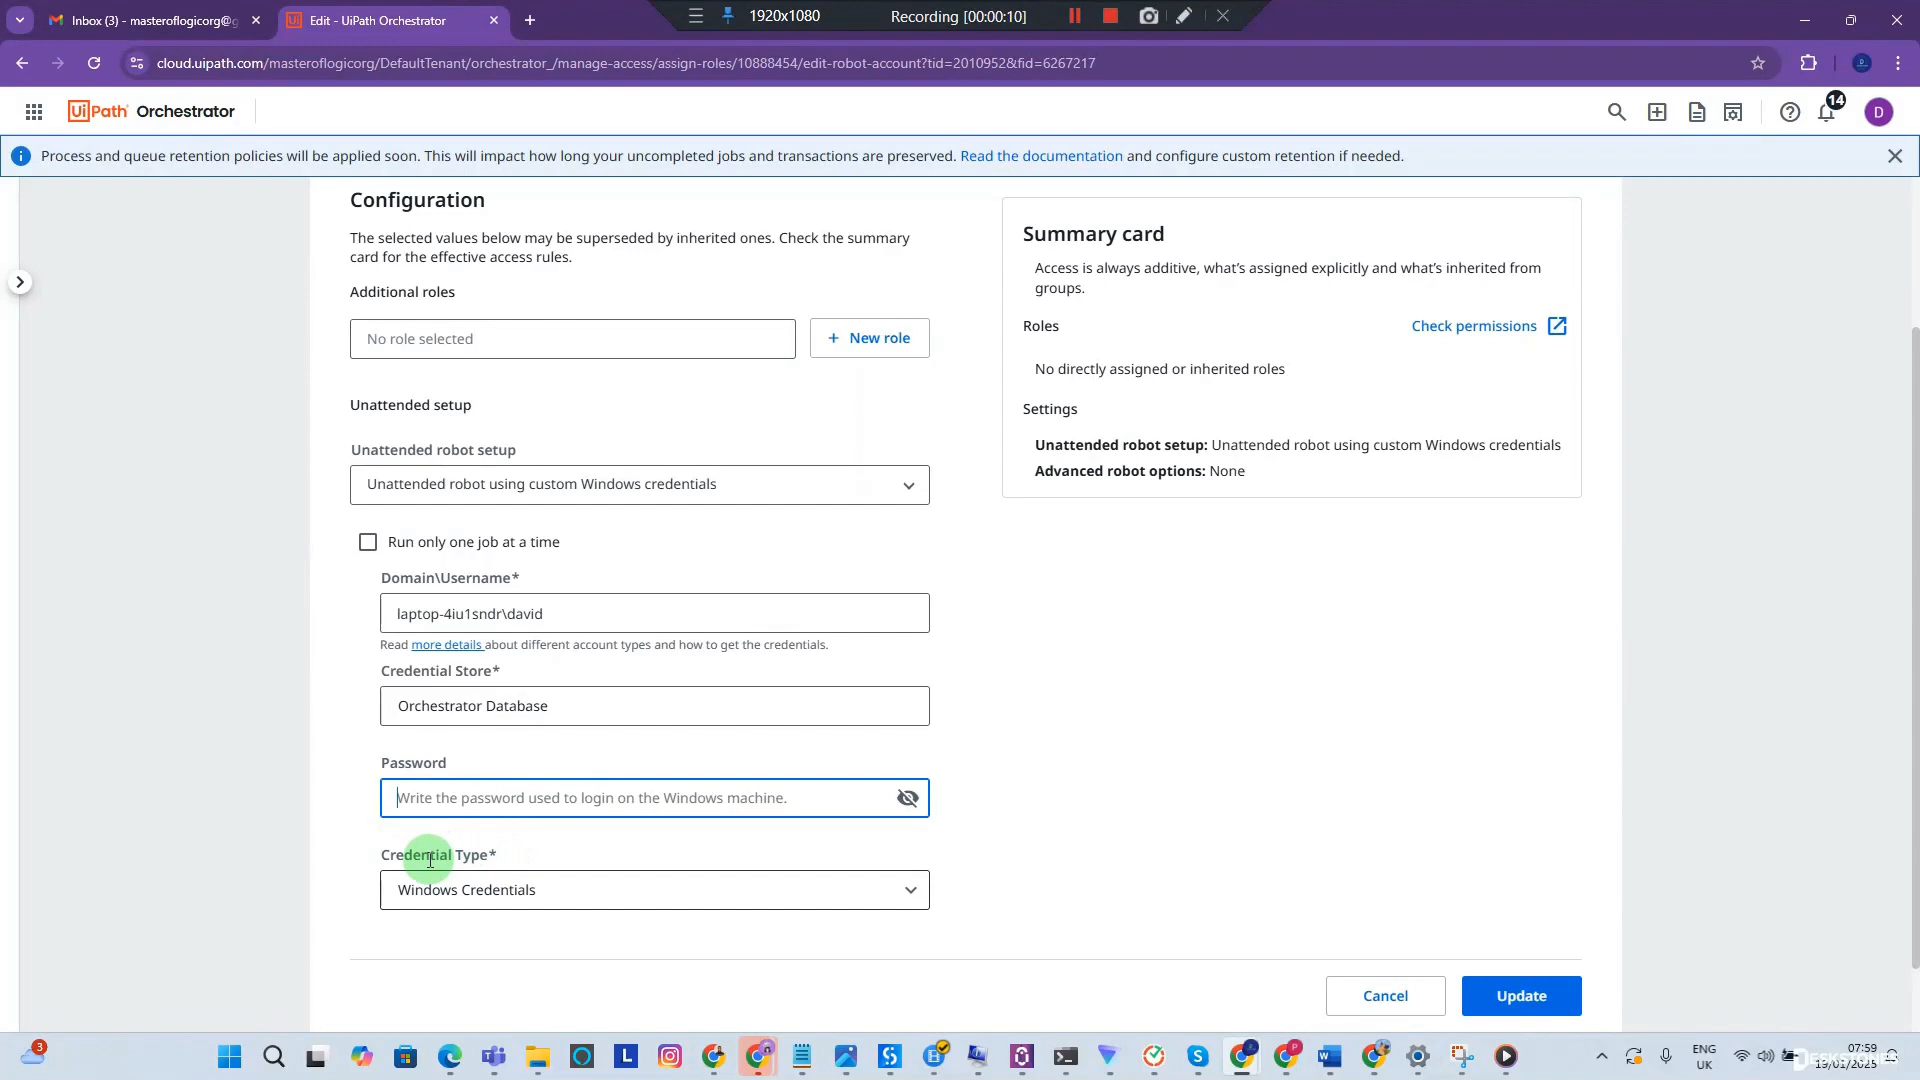 Inbox (3) - masteroflogicorg@g
Edit - UiPath Orchestrator
1920x1080
Recording [00:00:10]
cloud.uipath.com/masteroflogicorg/DefaultTenant/orchestrator_/manage-access/assign-roles/10888454/edit-robot-account?tid=2010952&fid=6267217
UiPath Orchestrator
14
D
Process and queue retention policies will be applied soon. This will impact how long your uncompleted jobs and transactions are preserved. Read the documentation and configure custom retention if needed.
Configuration
The selected values below may be superseded by inherited ones. Check the summary
card for the effective access rules.
Additional roles
No role selected
+ New role
Unattended setup
Unattended robot setup
Unattended robot using custom Windows credentials
Run only one job at a time
Domain\Username*
laptop-4iu1sndr\david
Read more details about different account types and how to get the credentials.
Credential Store*
Orchestrator Database
Password
Write the password used to login on the Windows machine.
Credential Type*
Windows Credentials
Summary card
Access is always additive, what's assigned explicitly and what's inherited from
groups.
Roles
Check permissions
No directly assigned or inherited roles
Settings
Unattended robot setup: Unattended robot using custom Windows credentials
Advanced robot options: None
Cancel
Update
3
L
ENG
UK
07:59
19/01/2025